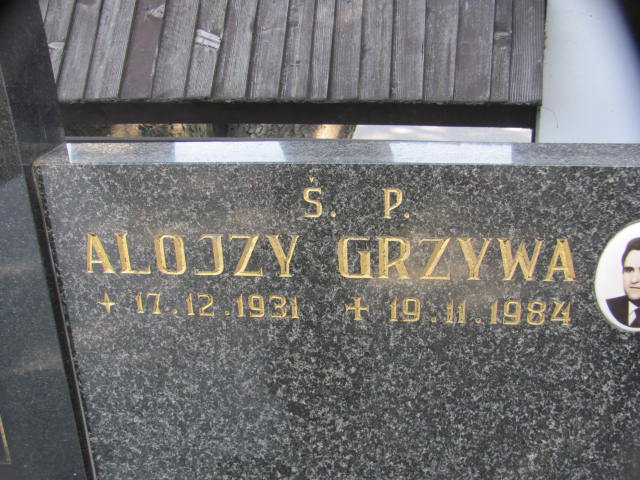 Š. P.
ALOJZY GRZYWA
+ 17.12.1931 + 19.11.1984